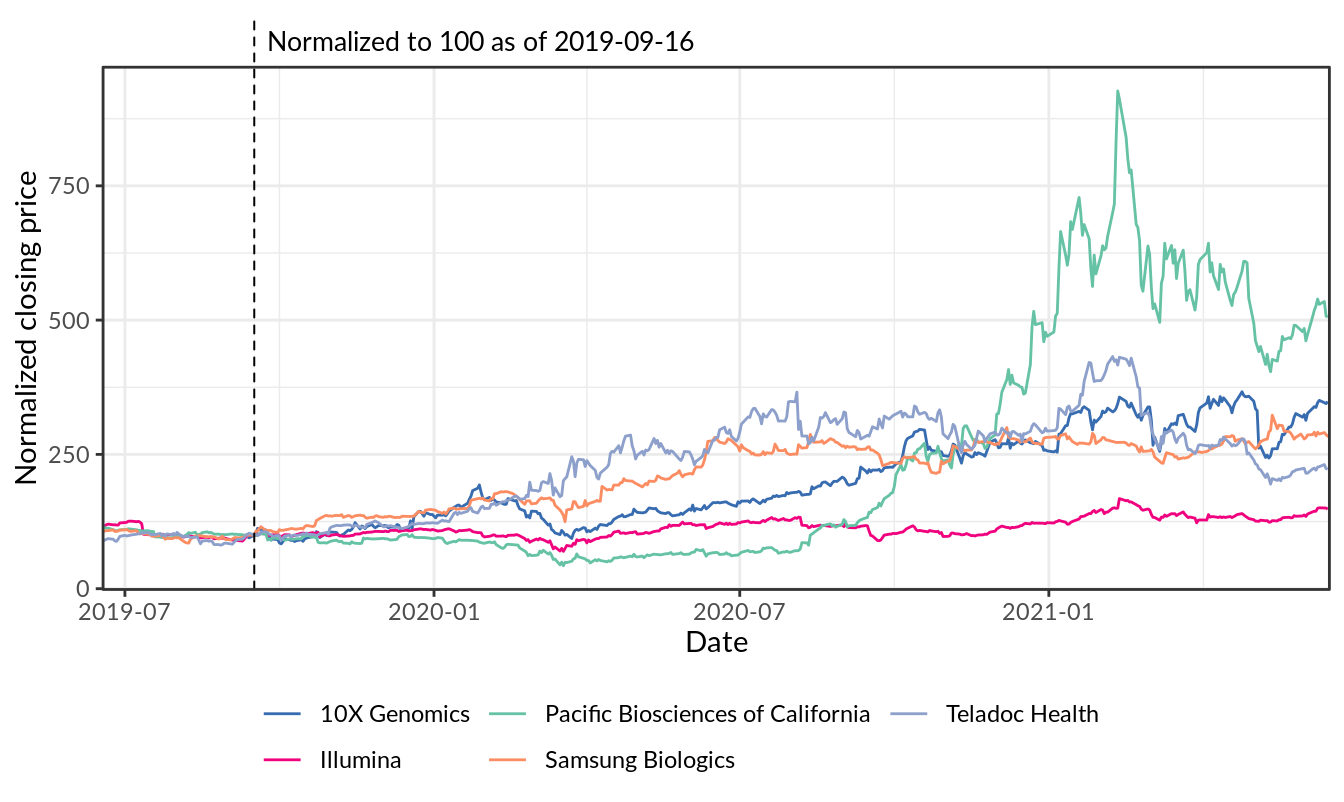 Normalized to 100 as of 2019-09-16
Normalized closing price
750
500
250
0
2019-07 2020-01 2020-07 2021-01
Date
10X Genomics Pacific Biosciences of California Teladoc Health
Illumina Samsung Biologics